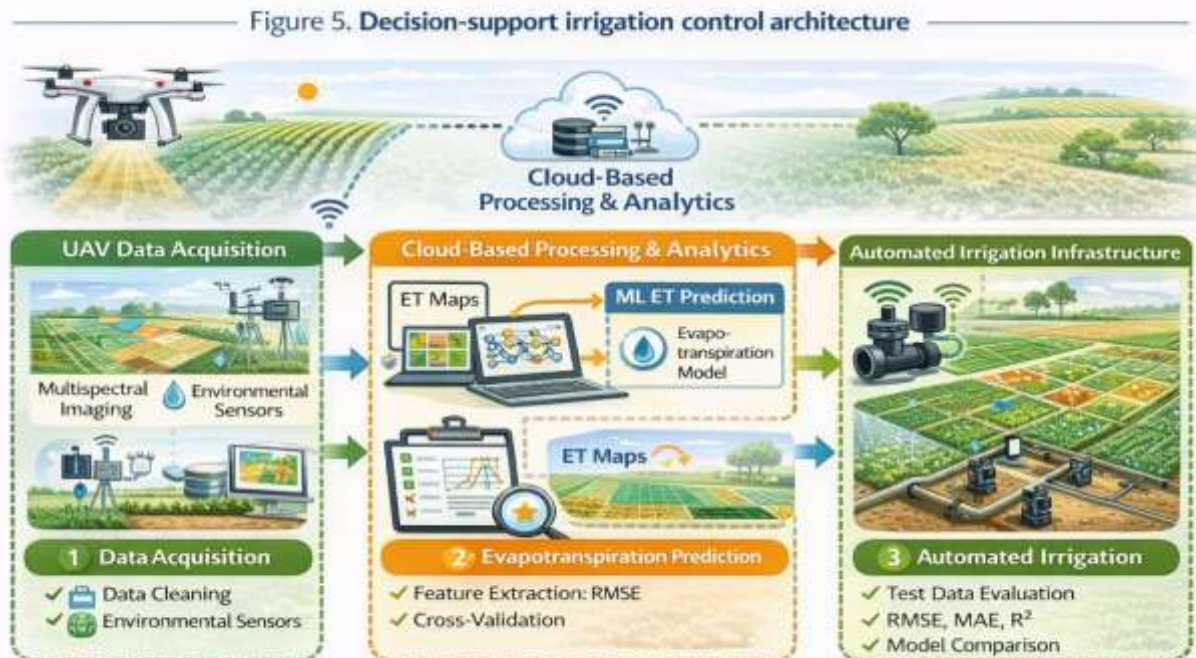 Figure 5. Decision-support irrigation control architecture
Cloud-Based
Processing & Analytics
UAV Data Acquisition
Multispectral
Imaging
Environmental
Sensors
1 Data Acquisition
✓ Data Cleaning
✓ Environmental Sensors
Cloud-Based Processing & Analytics
ET Maps
ML ET Prediction
Evapo-
transpiration
Model
ET Maps
2 Evapotranspiration Prediction
✓ Feature Extraction: RMSE
✓ Cross-Validation
Automated Irrigation Infrastructure
3 Automated Irrigation
✓ Test Data Evaluation
✓ RMSE, MAE, R²
✓ Model Comparison